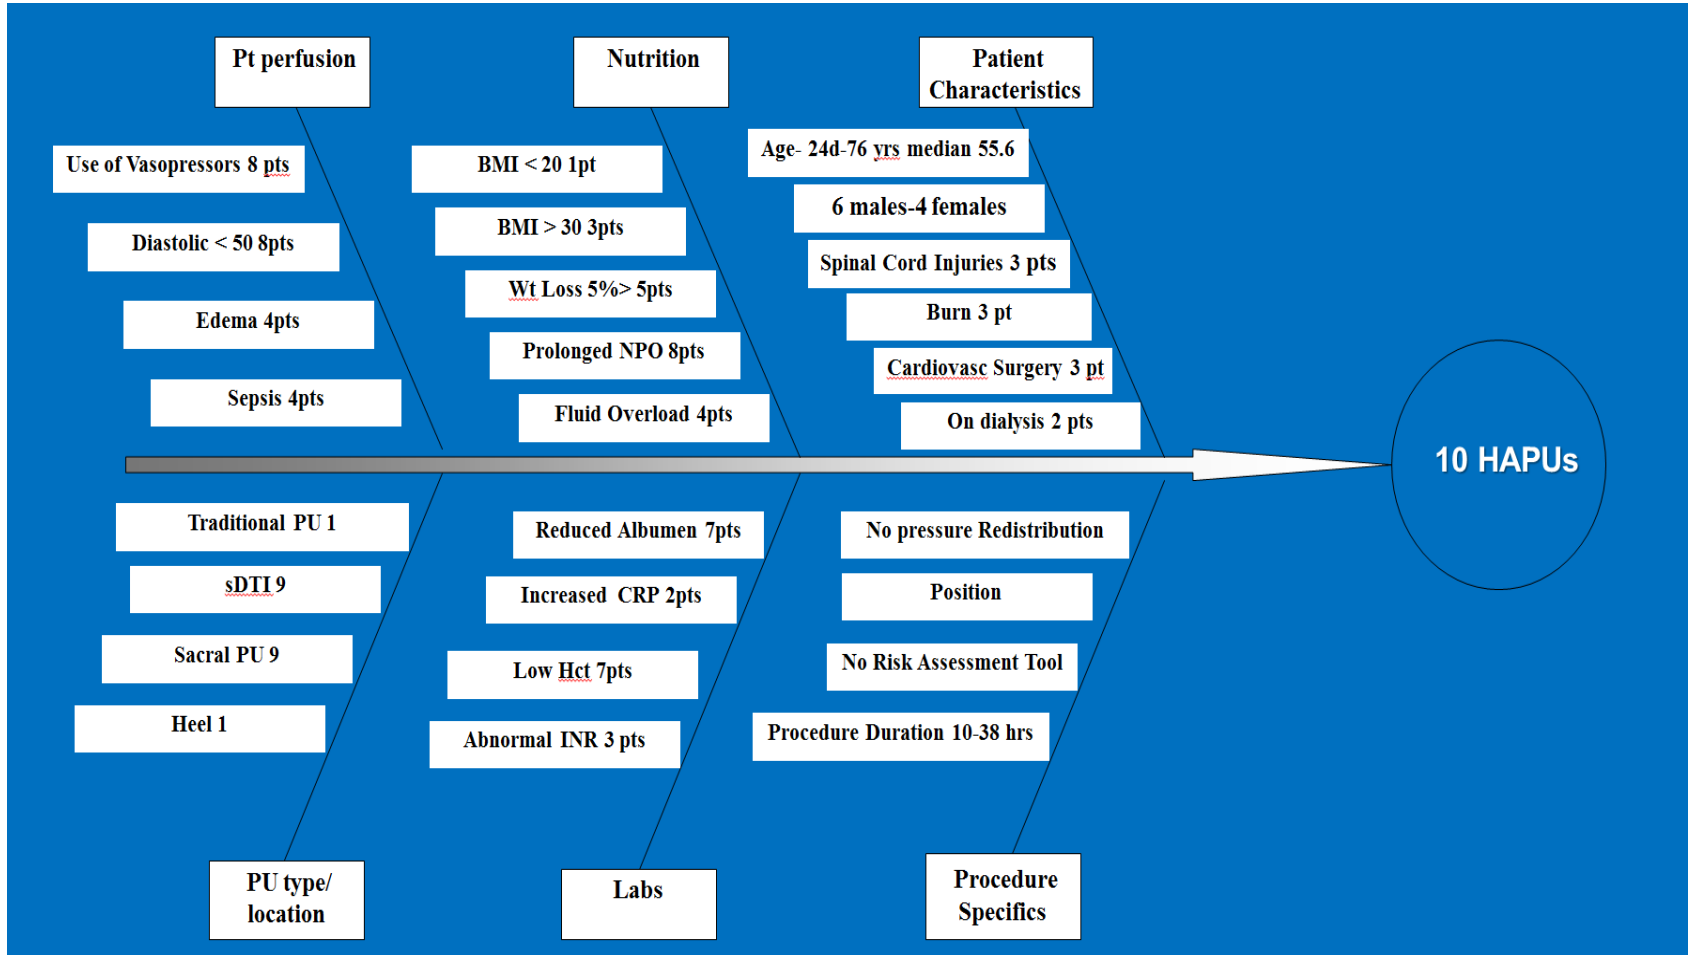 Pt perfusion
Use of Vasopressors 8 pts
Diastolic < 50 8pts
Edema 4pts
Sepsis 4pts
Nutrition
BMI < 20 1pt
BMI > 30 3pts
Wt Loss 5%> 5pts
Prolonged NPO 8pts
Fluid Overload 4pts
Patient
Characteristics
Age- 24d-76 yrs median 55.6
6 males-4 females
Spinal Cord Injuries 3 pts
Burn 3 pt
Cardiovasc Surgery 3 pt
On dialysis 2 pts
10 HAPUs
Traditional PU 1
sDTI 9
Sacral PU 9
Heel 1
PU type/
location
Reduced Albumen 7pts
Increased CRP 2pts
Low Hct 7pts
Abnormal INR 3 pts
Labs
No pressure Redistribution
Position
No Risk Assessment Tool
Procedure Duration 10-38 hrs
Procedure
Specifics